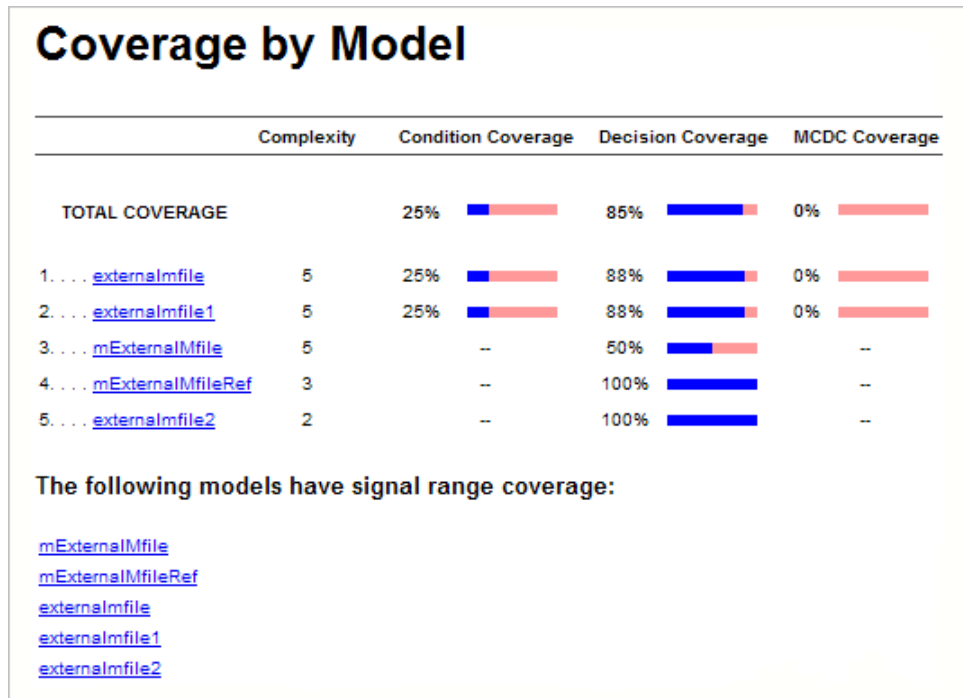 Coverage by Model
Complexity Condition Coverage Decision Coverage MCDC Coverage
TOTAL COVERAGE 25% 85% 0%
1. . . . externalmfile 5 25% 88% 0%
2. . . . externalmfile1 5 25% 88% 0%
3. . . . mExternalMfile 5 -- 50% --
4. . . . mExternalMfileRef 3 -- 100% --
5. . . . externalmfile2 2 -- 100% --
The following models have signal range coverage:
mExternalMfile
mExternalMfileRef
externalmfile
externalmfile1
externalmfile2